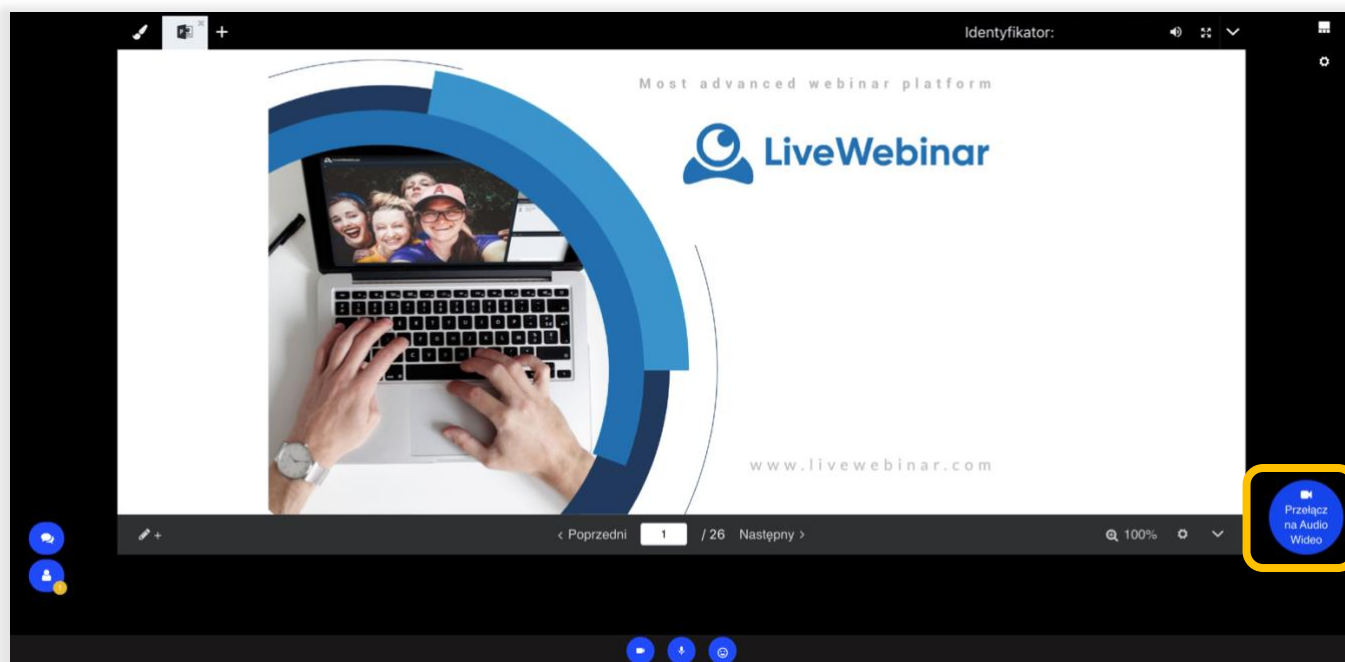 Identyfikator:
Most advanced webinar platform
LiveWebinar
www.livewebinar.com
Przełącz
na Audio
Wideo
+
< Poprzedni 1 / 26 Następny >
100%